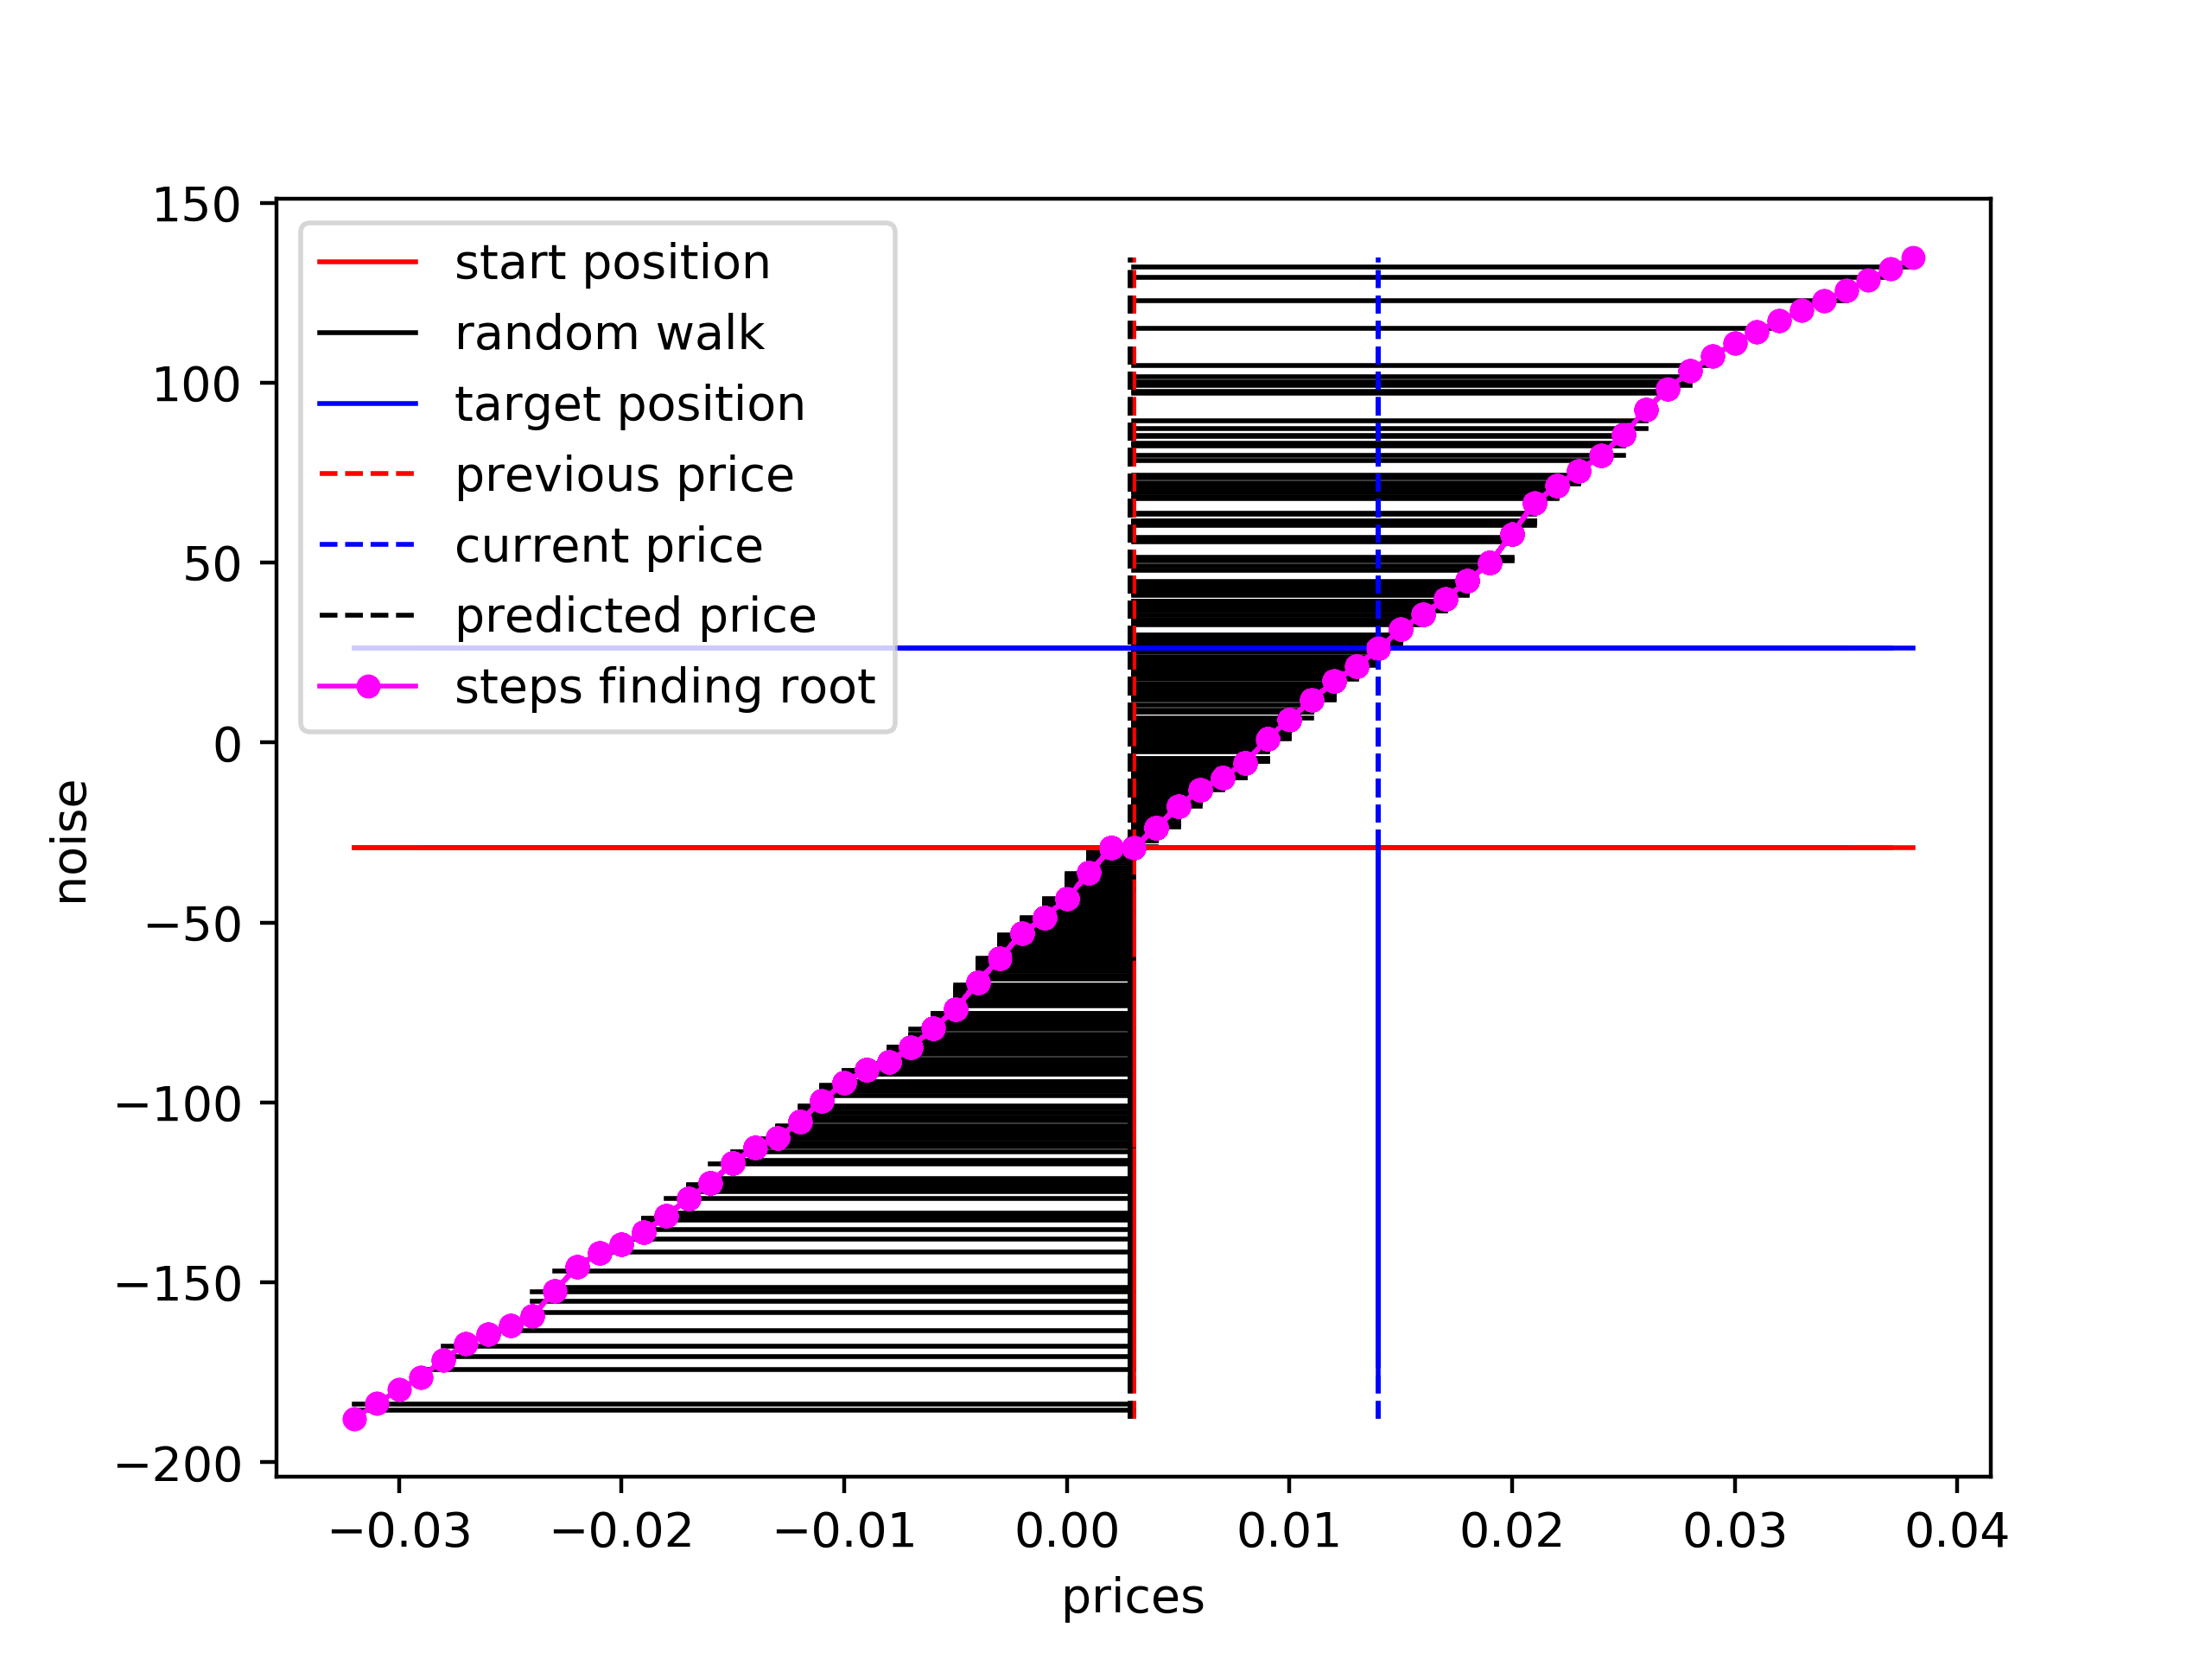 150
100
50
0
−50
−100
−150
−200
noise
start position
random walk
target position
previous price
current price
predicted price
steps finding root
−0.03 −0.02 −0.01 0.00 0.01 0.02 0.03 0.04
prices